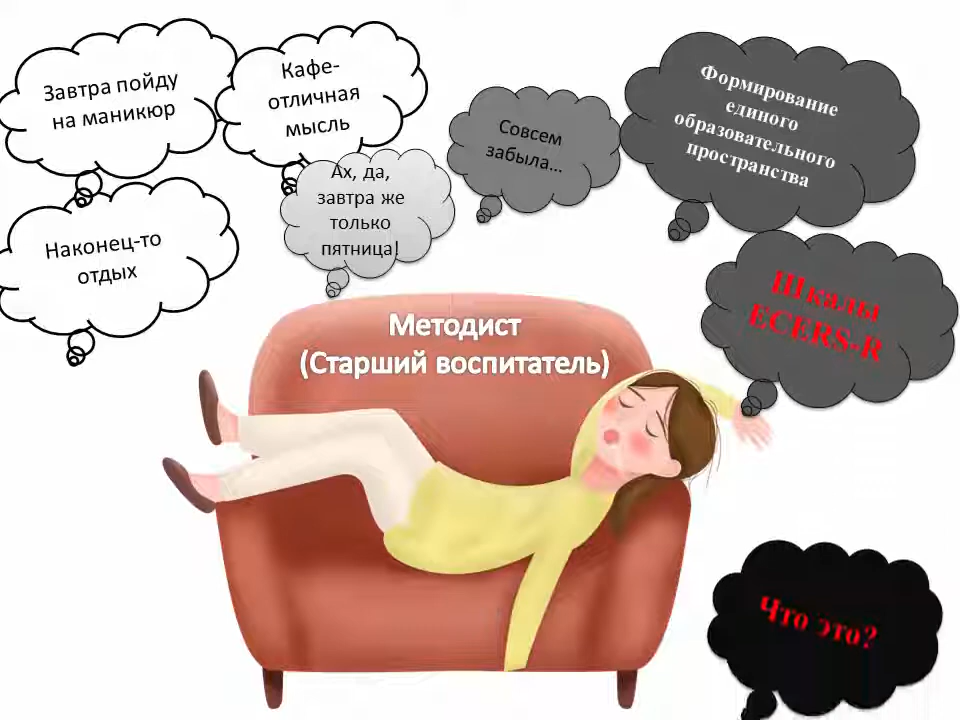 Завтра пойду
на маникюр
Кафе-
отличная
мысль
Наконец-то
отдых
Ах, да,
завтра же
только
пятница!
Совсем
забыла...
Формирование
единого
образовательного
пространства
Шкалы
ECERS-R
Методист
(Старший воспитатель)
Что это?